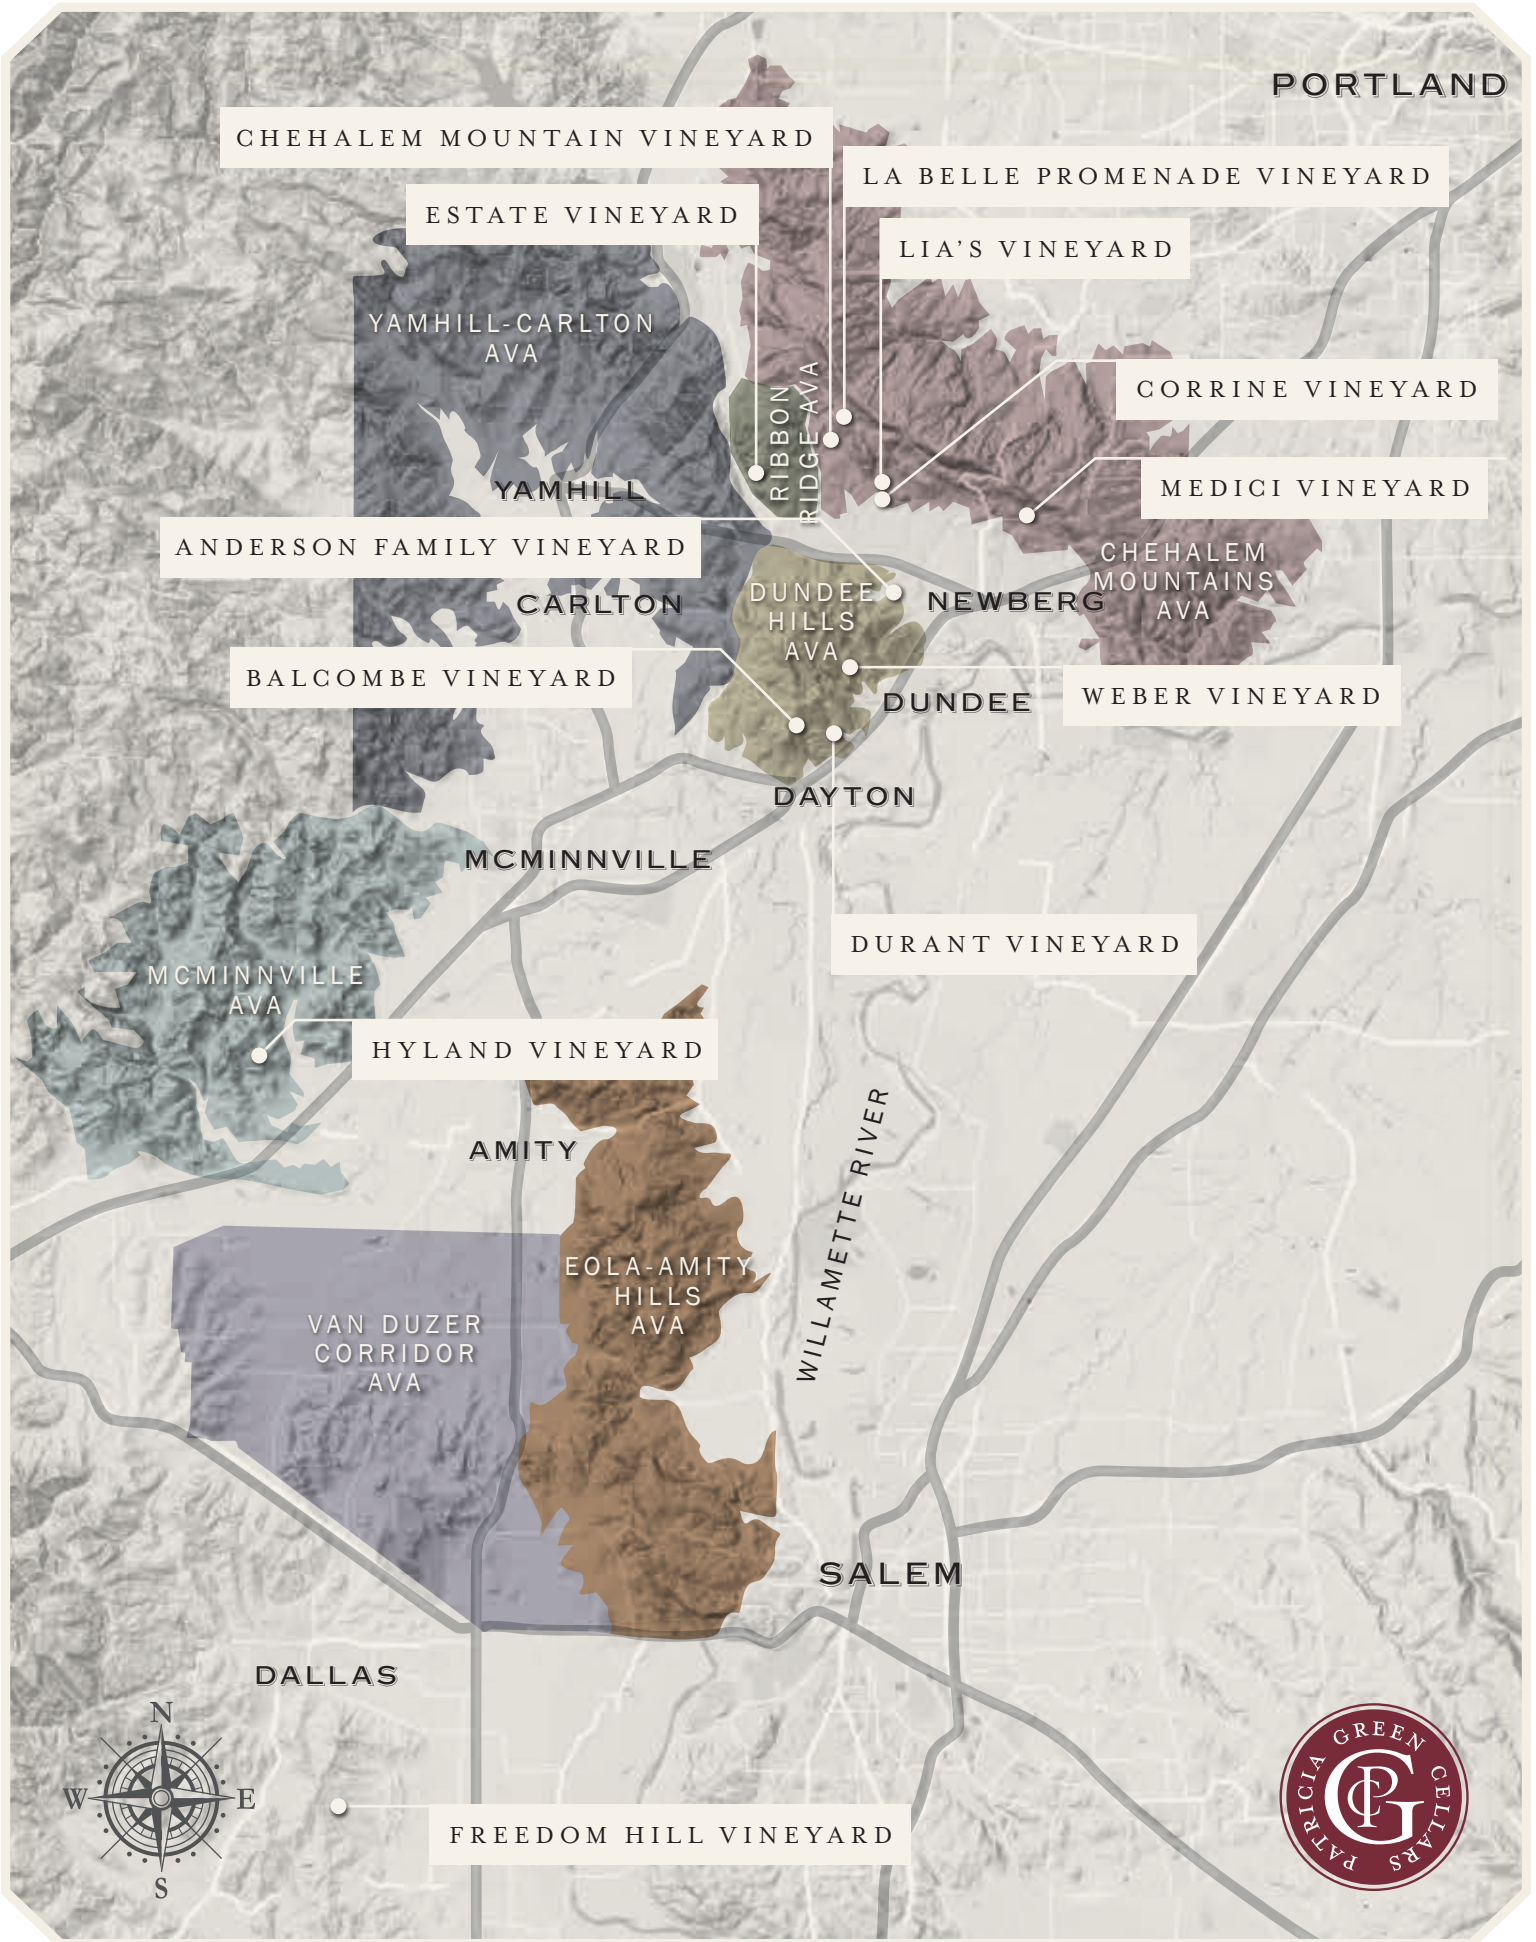 PORTLAND
CHEHALEM MOUNTAIN VINEYARD
LA BELLE PROMENADE VINEYARD
ESTATE VINEYARD
LIA'S VINEYARD
YAMHILL-CARLTON
AVA
RIBBON
RIDGE AVA
CORRINE VINEYARD
YAMHILL
MEDICI VINEYARD
ANDERSON FAMILY VINEYARD
CHEHALEM
MOUNTAINS
AVA
DUNDEE
HILLS
AVA
CARLTON
NEWBERG
BALCOMBE VINEYARD
WEBER VINEYARD
DUNDEE
DAYTON
MCMINNVILLE
DURANT VINEYARD
MCMINNVILLE
AVA
HYLAND VINEYARD
AMITY
WILLAMETTE RIVER
EOLA-AMITY
HILLS
AVA
VAN DUZER
CORRIDOR
AVA
SALEM
DALLAS
N
W
E
S
FREEDOM HILL VINEYARD
PATRICIA GREEN CELLARS
PGC